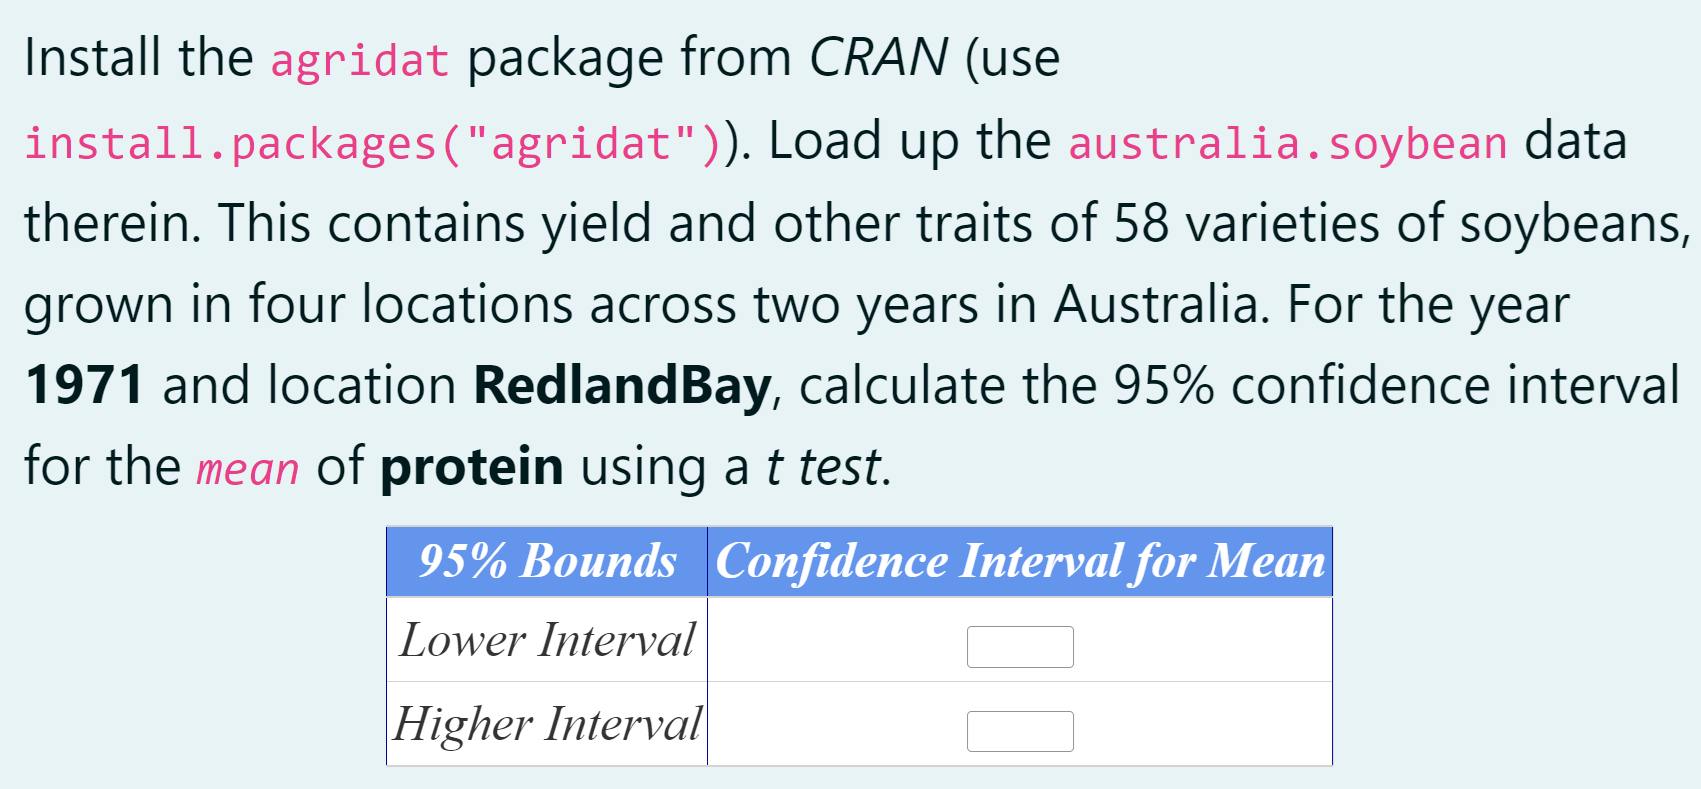 Install the agridat package from CRAN (use
install.packages("agridat")). Load up the australia.soybean data
therein. This contains yield and other traits of 58 varieties of soybeans,
grown in four locations across two years in Australia. For the year
1971 and location RedlandBay, calculate the 95% confidence interval
for the mean of protein using a t test.
95% Bounds Confidence Interval for Mean
Lower Interval
Higher Interval